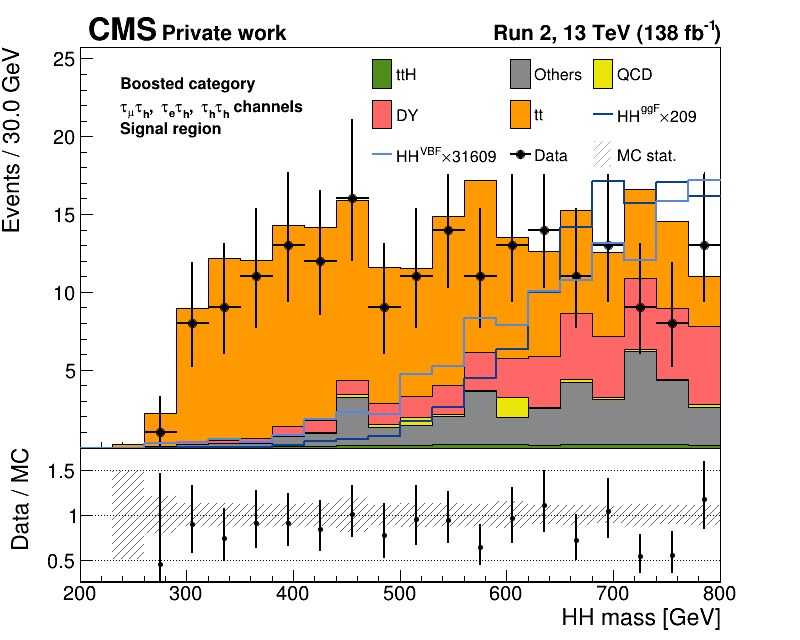 CMS Private work
Run 2, 13 TeV (138 fb⁻¹)
Events / 30.0 GeV
25
20
15
10
5
Boosted category
τμτh, τeτh, τhτh channels
Signal region
ttH
Others
QCD
DY
tt
HH^ggF×209
HH^VBF×31609
Data
MC stat.
Data / MC
1.5
1
0.5
200 300 400 500 600 700 800
HH mass [GeV]